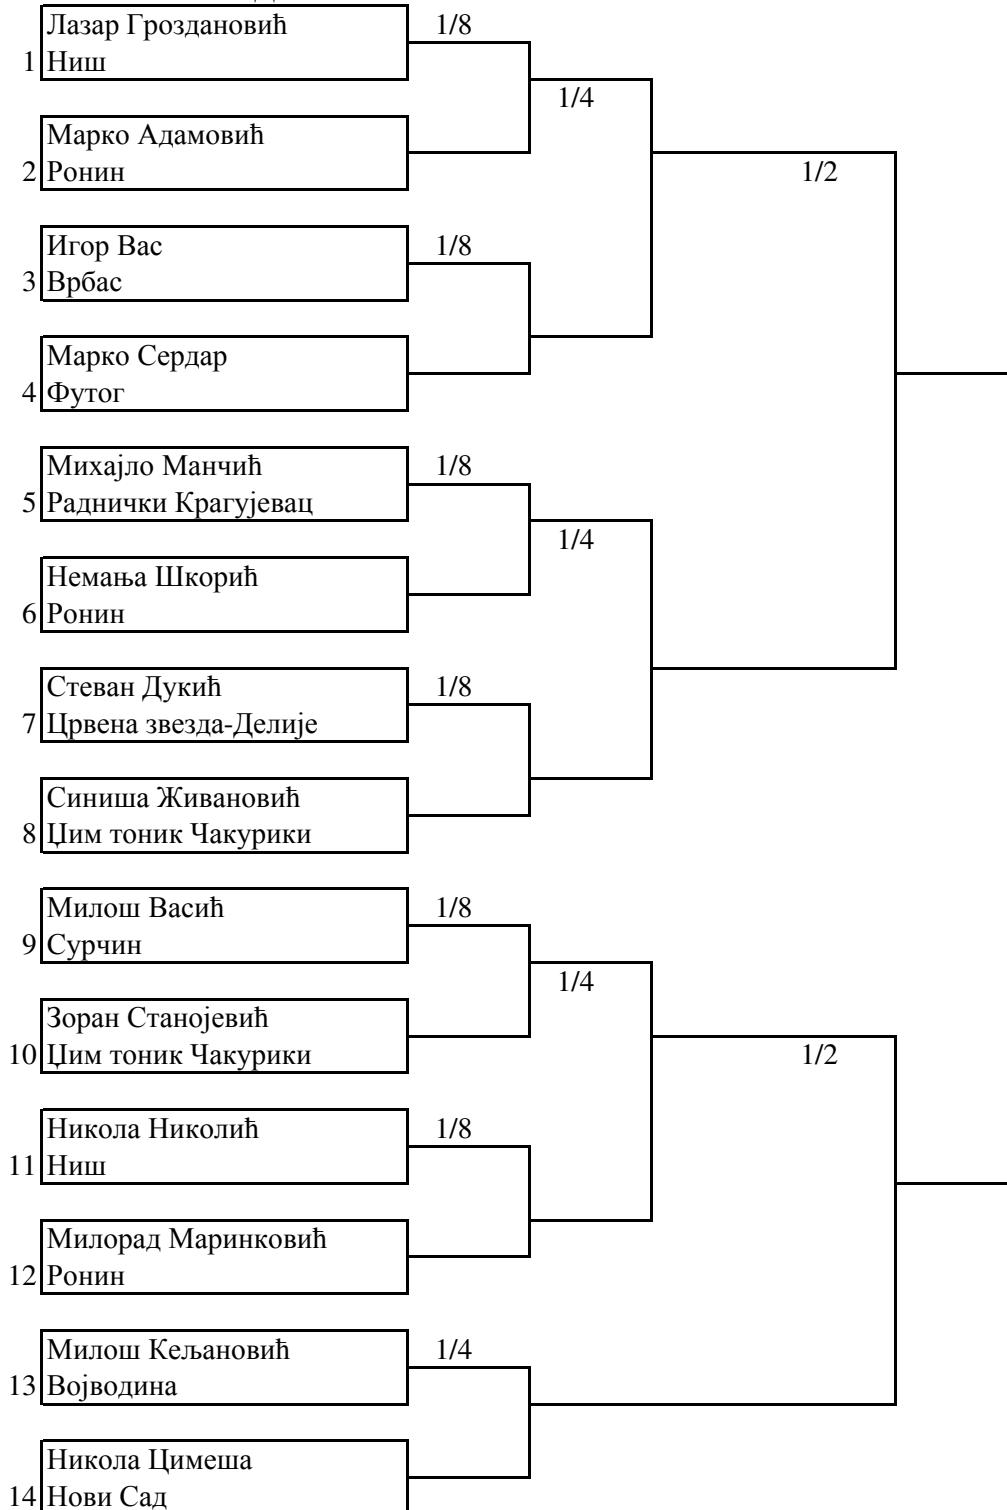 Лазар Гроздановић 1/8
1 Ниш
1/4
Марко Адамовић
2 Ронин 1/2
Игор Вас 1/8
3 Врбас
Марко Сердар
4 Футог
Михајло Манчић 1/8
5 Раднички Крагујевац
1/4
Немања Шкорић
6 Ронин
Стеван Дукић 1/8
7 Црвена звезда-Делије
Синиша Живановић
8 Џим тоник Чакурики
Милош Васић 1/8
9 Сурчин
1/4
Зоран Станојевић
10 Џим тоник Чакурики 1/2
Никола Николић 1/8
11 Ниш
Милорад Маринковић
12 Ронин
Милош Кељановић 1/4
13 Војводина
Никола Цимеша
14 Нови Сад